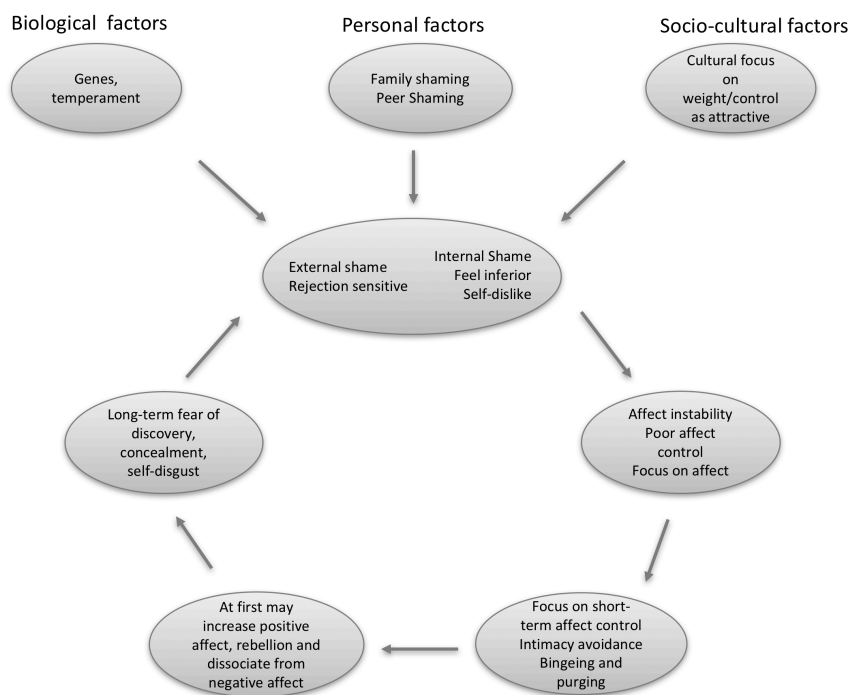 Biological  factors
Personal factors
Socio-cultural factors
Genes,
temperament
Family shaming
Peer Shaming
Cultural focus
on
weight/control
as attractive
External shame
Rejection sensitive
Internal Shame
Feel inferior
Self-dislike
Affect instability
Poor affect
control
Focus on affect
Focus on short-
term affect control
Intimacy avoidance
Bingeing and
purging
At first may
increase positive
affect, rebellion and
dissociate from
negative affect
Long-term fear of
discovery,
concealment,
self-disgust